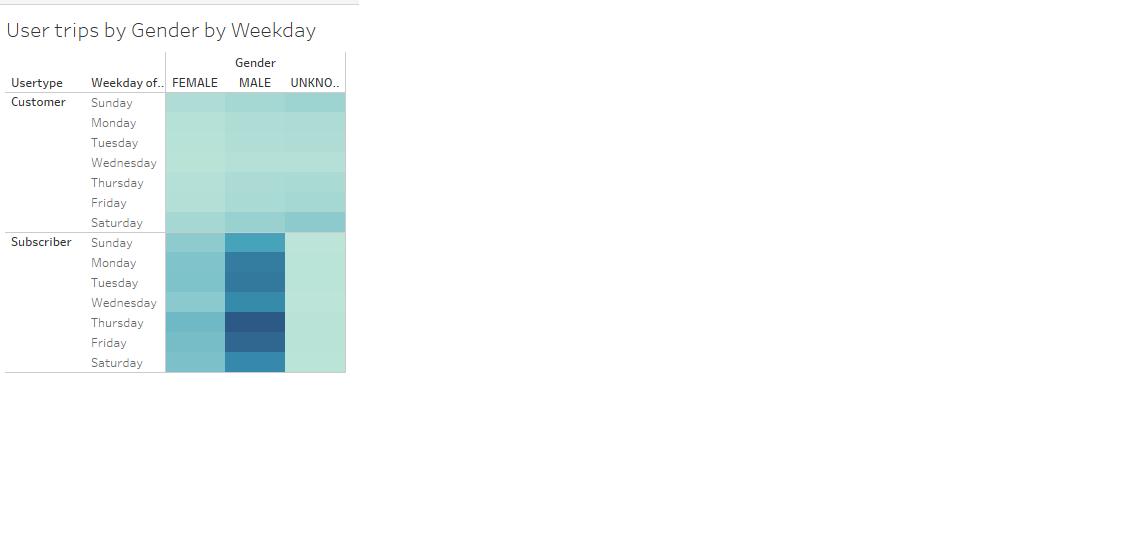 User trips by Gender by Weekday
Gender
Usertype Weekday of.. FEMALE MALE UNKNO..
Customer Sunday
Monday
Tuesday
Wednesday
Thursday
Friday
Saturday
Subscriber Sunday
Monday
Tuesday
Wednesday
Thursday
Friday
Saturday